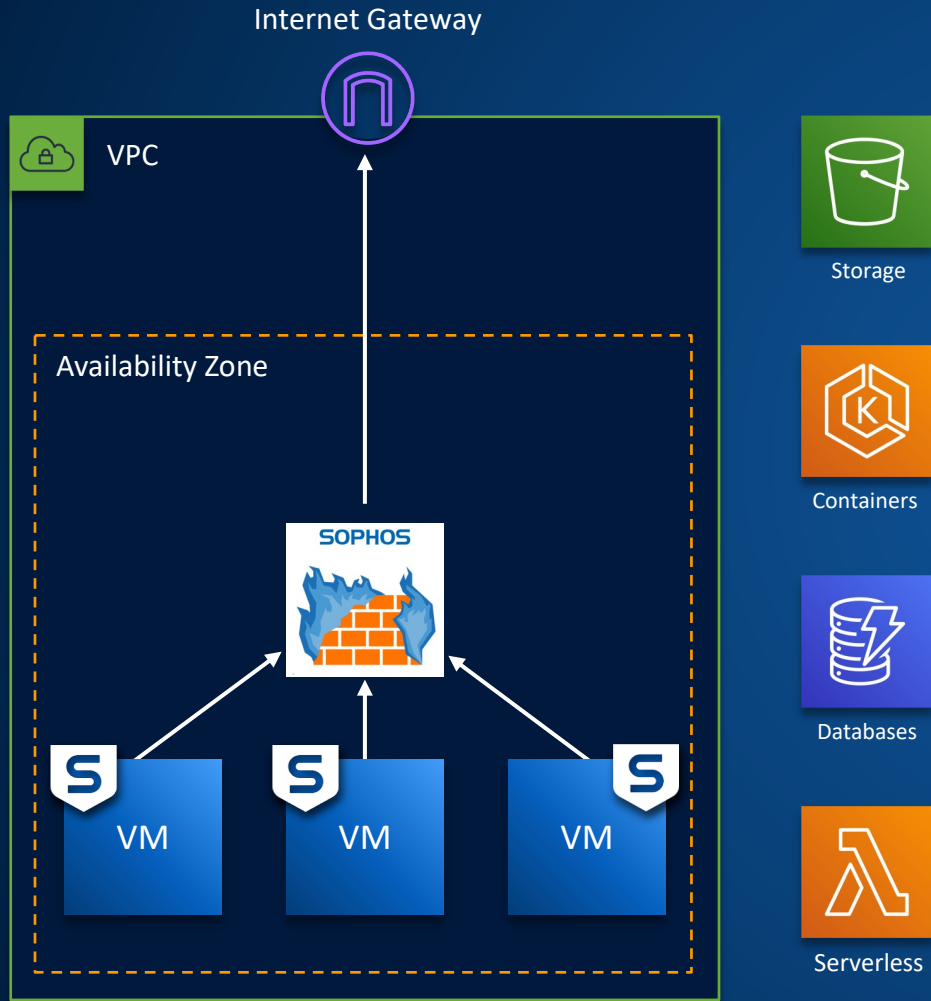 Internet Gateway
VPC
Availability Zone
SOPHOS
S
S
S
VM
VM
VM
Storage
K
Containers
Databases
Serverless